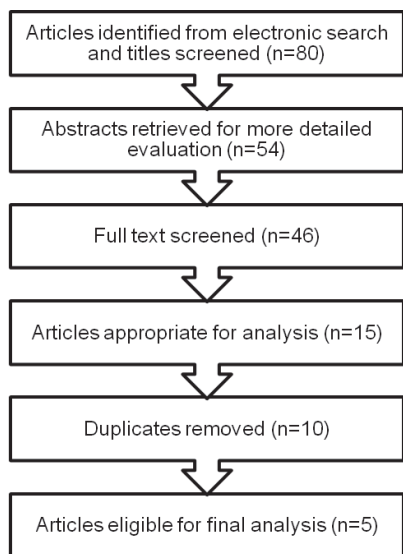 Articles identified from electronic search
and titles screened (n=80)
Abstracts retrieved for more detailed
evaluation (n=54)
Full text screened (n=46)
Articles appropriate for analysis (n=15)
Duplicates removed (n=10)
Articles eligible for final analysis (n=5)